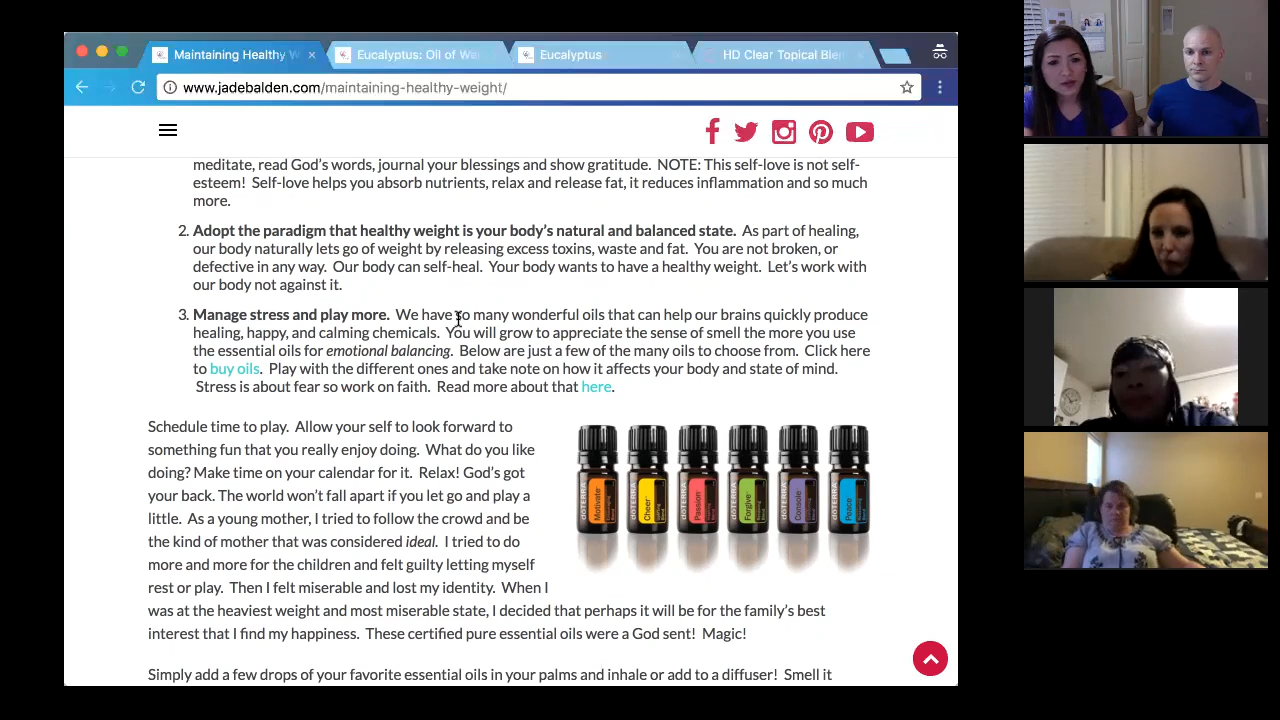 Maintaining Healthy W
Eucalyptus: Oil of We
Eucalyptus
HD Clear Topical Blen
www.jadebalden.com/maintaining-healthy-weight/
meditate, read God's words, journal your blessings and show gratitude.  NOTE: This self-love is not self-
esteem!  Self-love helps you absorb nutrients, relax and release fat, it reduces inflammation and so much
more.
2. Adopt the paradigm that healthy weight is your body's natural and balanced state.  As part of healing,
our body naturally lets go of weight by releasing excess toxins, waste and fat.  You are not broken, or
defective in any way.  Our body can self-heal.  Your body wants to have a healthy weight.  Let's work with
our body not against it.
3. Manage stress and play more.  We have so many wonderful oils that can help our brains quickly produce
healing, happy, and calming chemicals.  You will grow to appreciate the sense of smell the more you use
the essential oils for emotional balancing.  Below are just a few of the many oils to choose from.  Click here
to buy oils.  Play with the different ones and take note on how it affects your body and state of mind.
Stress is about fear so work on faith.  Read more about that here.
Schedule time to play.  Allow your self to look forward to
something fun that you really enjoy doing.  What do you like
doing? Make time on your calendar for it.  Relax! God's got
your back. The world won't fall apart if you let go and play a
little.  As a young mother, I tried to follow the crowd and be
the kind of mother that was considered ideal.  I tried to do
more and more for the children and felt guilty letting myself
rest or play.  Then I felt miserable and lost my identity.  When I
was at the heaviest weight and most miserable state, I decided that perhaps it will be for the family's best
interest that I find my happiness.  These certified pure essential oils were a God sent!  Magic!
Simply add a few drops of your favorite essential oils in your palms and inhale or add to a diffuser!  Smell it
dōTERRA Motivate
dōTERRA Cheer
dōTERRA Passion
dōTERRA Forgive
dōTERRA Console
dōTERRA Peace